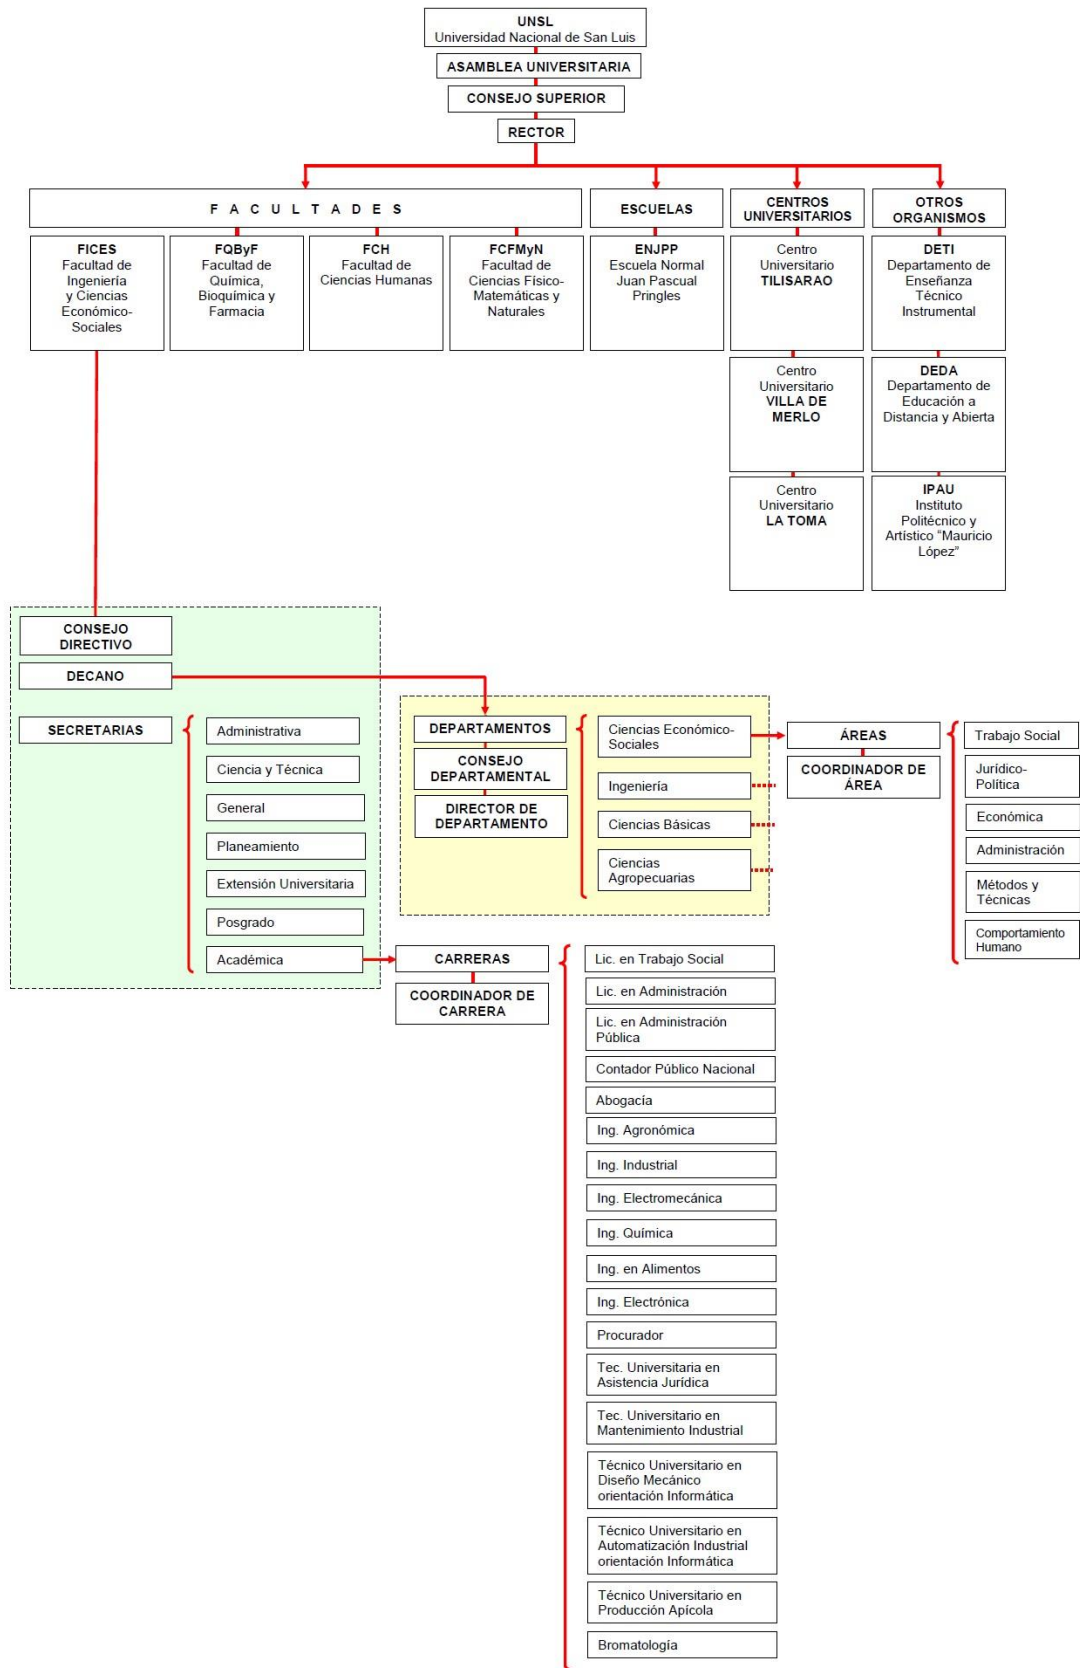 UNSL
Universidad Nacional de San Luis
ASAMBLEA UNIVERSITARIA
CONSEJO SUPERIOR
RECTOR
F A C U L T A D E S
ESCUELAS
CENTROS
UNIVERSITARIOS
OTROS
ORGANISMOS
FICES
Facultad de
Ingeniería
y Ciencias
Económico-
Sociales
FQByF
Facultad de
Química,
Bioquímica y
Farmacia
FCH
Facultad de
Ciencias Humanas
FCFMyN
Facultad de
Ciencias Físico-
Matemáticas y
Naturales
ENJPP
Escuela Normal
Juan Pascual
Pringles
Centro
Universitario
TILISARAO
DETI
Departamento de
Enseñanza
Técnico
Instrumental
Centro
Universitario
VILLA DE
MERLO
DEDA
Departamento de
Educación a
Distancia y Abierta
Centro
Universitario
LA TOMA
IPAU
Instituto
Politécnico y
Artístico “Mauricio
López”
CONSEJO
DIRECTIVO
DECANO
SECRETARIAS
Administrativa
Ciencia y Técnica
General
Planeamiento
Extensión Universitaria
Posgrado
Académica
DEPARTAMENTOS
CONSEJO
DEPARTAMENTAL
DIRECTOR DE
DEPARTAMENTO
Ciencias Económico-
Sociales
Ingeniería
Ciencias Básicas
Ciencias
Agropecuarias
ÁREAS
COORDINADOR DE
ÁREA
Trabajo Social
Jurídico-
Política
Económica
Administración
Métodos y
Técnicas
Comportamiento
Humano
CARRERAS
COORDINADOR DE
CARRERA
Lic. en Trabajo Social
Lic. en Administración
Lic. en Administración
Pública
Contador Público Nacional
Abogacía
Ing. Agronómica
Ing. Industrial
Ing. Electromecánica
Ing. Química
Ing. en Alimentos
Ing. Electrónica
Procurador
Tec. Universitaria en
Asistencia Jurídica
Tec. Universitario en
Mantenimiento Industrial
Técnico Universitario en
Diseño Mecánico
orientación Informática
Técnico Universitario en
Automatización Industrial
orientación Informática
Técnico Universitario en
Producción Apícola
Bromatología